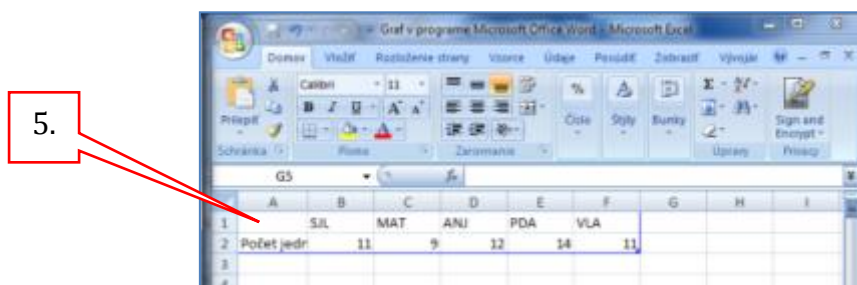 Graf v programe Microsoft Office Word - Microsoft Excel
Domov Vložiť Rozloženie strany Vzorce Údaje Posúdiť Zobraziť Vývojár
Calibri 11
B I U A A
Prilepiť
Číslo Štýly Bunky Σ
Sign and Encrypt
Schránka Písmo Zarovnanie Úpravy Privacy
5.
G5 fx
A B C D E F G H I
1 SJL MAT ANJ PDA VLA
2 Počet jedn 11 9 12 14 11
3
4